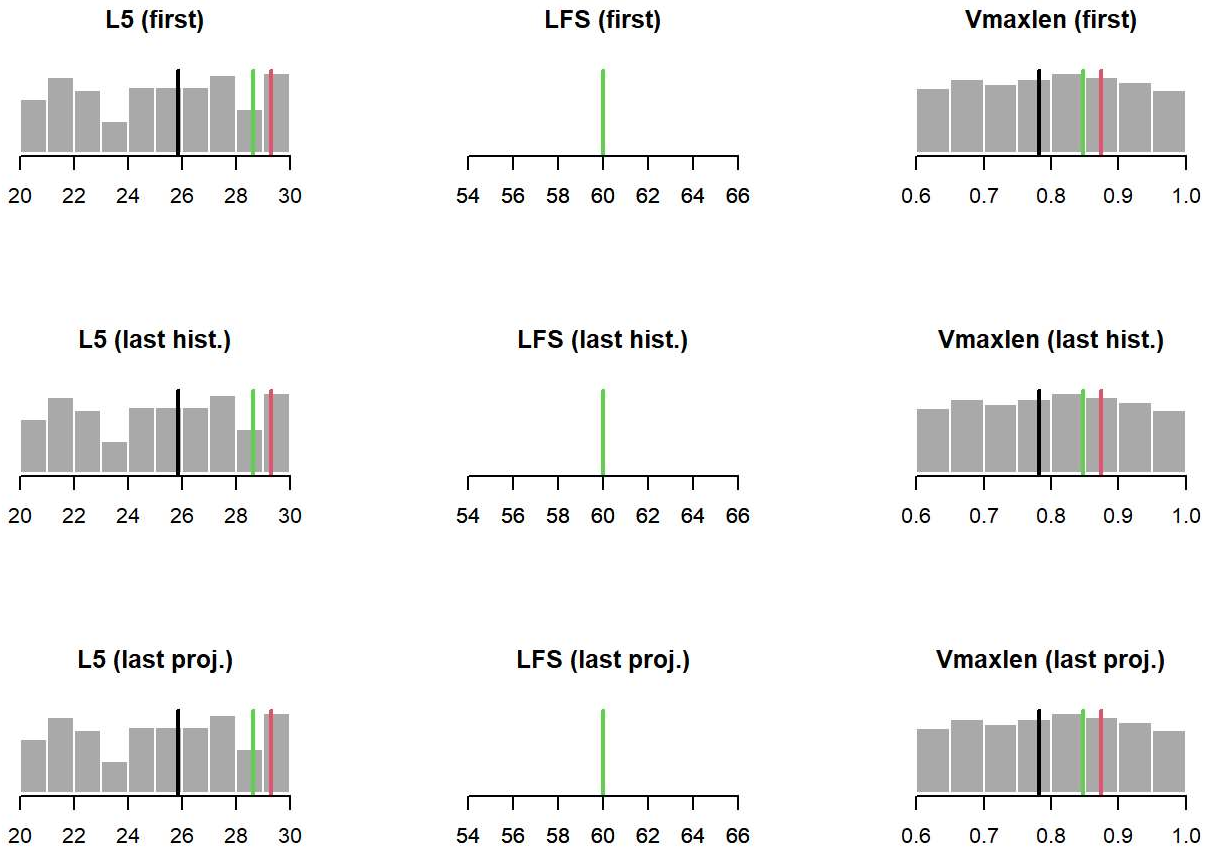 L5 (first) LFS (first) Vmaxlen (first)
20 22 24 26 28 30 54 56 58 60 62 64 66 0.6 0.7 0.8 0.9 1.0
L5 (last hist.) LFS (last hist.) Vmaxlen (last hist.)
20 22 24 26 28 30 54 56 58 60 62 64 66 0.6 0.7 0.8 0.9 1.0
L5 (last proj.) LFS (last proj.) Vmaxlen (last proj.)
20 22 24 26 28 30 54 56 58 60 62 64 66 0.6 0.7 0.8 0.9 1.0